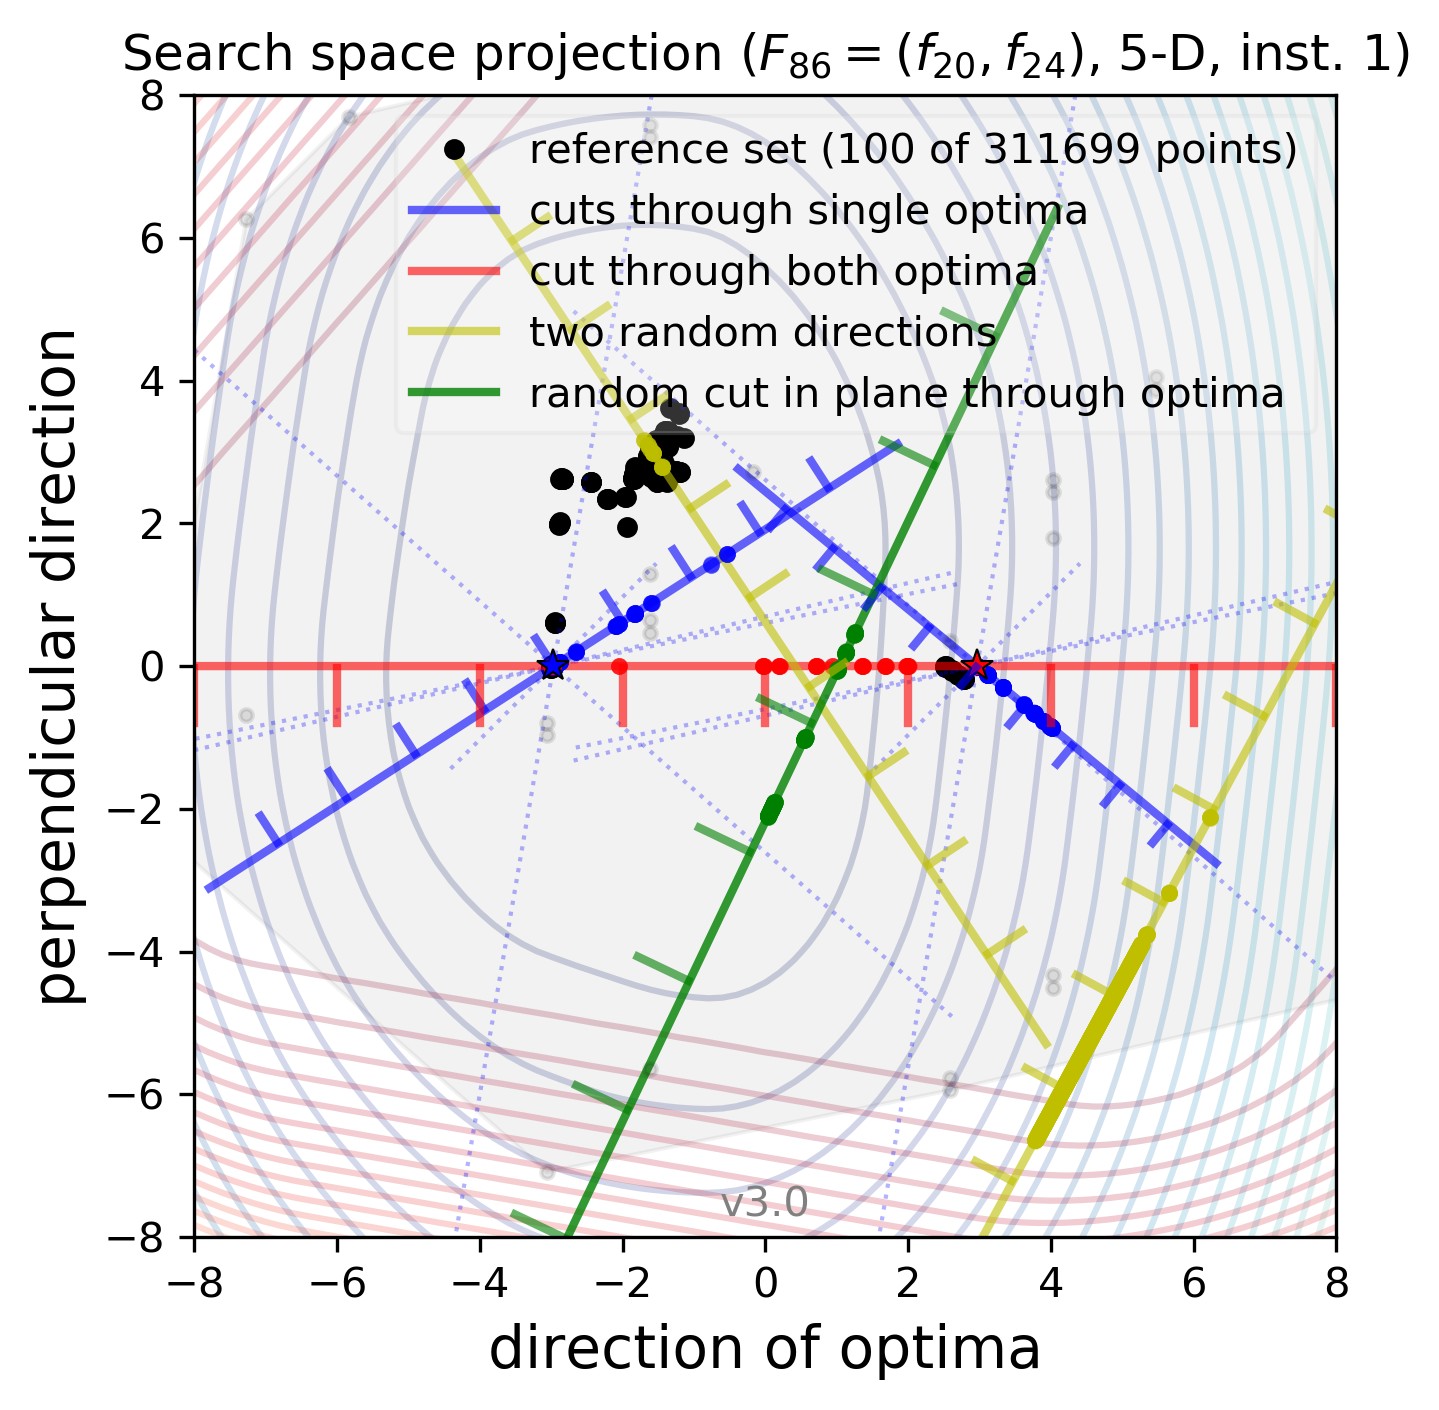 Search space projection (F₈₆ = (f₂₀, f₂₄), 5-D, inst. 1)
reference set (100 of 311699 points)
cuts through single optima
cut through both optima
two random directions
random cut in plane through optima
perpendicular direction
8
6
4
2
0
−2
−4
−6
−8
v3.0
−8 −6 −4 −2 0 2 4 6 8
direction of optima